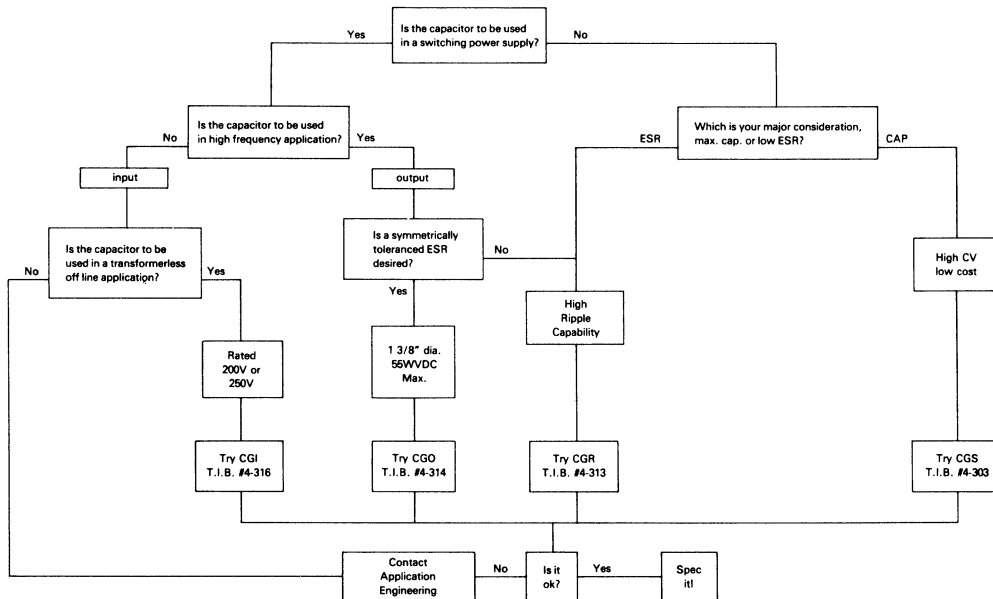 Is the capacitor to be used
in a switching power supply?
Yes
No
Is the capacitor to be used
in high frequency application?
No
Yes
Which is your major consideration,
max. cap. or low ESR?
ESR
CAP
input
output
Is the capacitor to be
used in a transformerless
off line application?
No
Yes
Is a symmetrically
toleranced ESR
desired?
No
Yes
High CV
low cost
High
Ripple
Capability
Rated
200V or
250V
1 3/8" dia.
55WVDC
Max.
Try CGI
T.I.B. #4-316
Try CGO
T.I.B. #4-314
Try CGR
T.I.B. #4-313
Try CGS
T.I.B. #4-303
Contact
Application
Engineering
No
Is it
ok?
Yes
Spec
it!